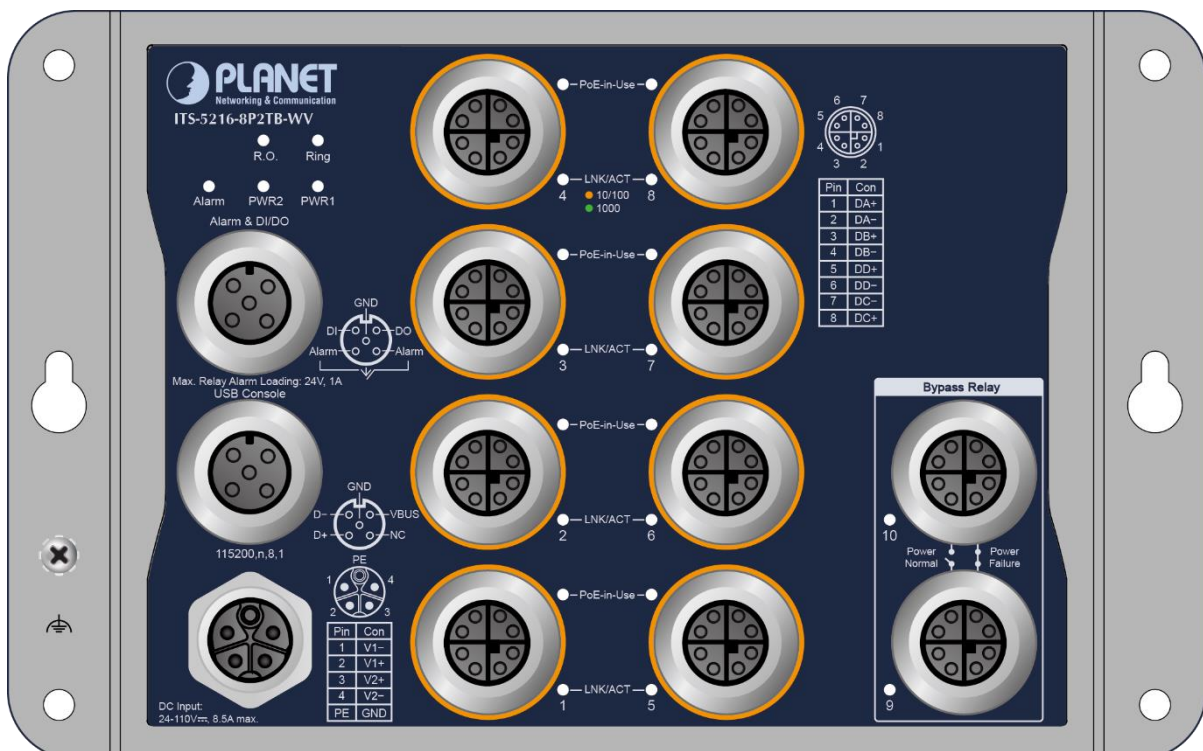 PLANET
Networking & Communication
ITS-5216-8P2TB-WV
R.O. Ring
Alarm PWR2 PWR1
Alarm & DI/DO
GND
DI DO
Alarm Alarm
Max. Relay Alarm Loading: 24V, 1A
USB Console
GND
D− VBUS
D+ NC
115200,n,8,1
PE
1 4
2 3
Pin Con
1 V1−
2 V1+
3 V2+
4 V2−
PE GND
DC Input:
24-110V⎓, 8.5A max.
PoE-in-Use
LNK/ACT
4 8
10/100
1000
PoE-in-Use
LNK/ACT
3 7
PoE-in-Use
LNK/ACT
2 6
PoE-in-Use
LNK/ACT
1 5
6 7
5 8
4 1
3 2
Pin Con
1 DA+
2 DA−
3 DB+
4 DB−
5 DD+
6 DD−
7 DC−
8 DC+
Bypass Relay
10
Power Normal
Power Failure
9